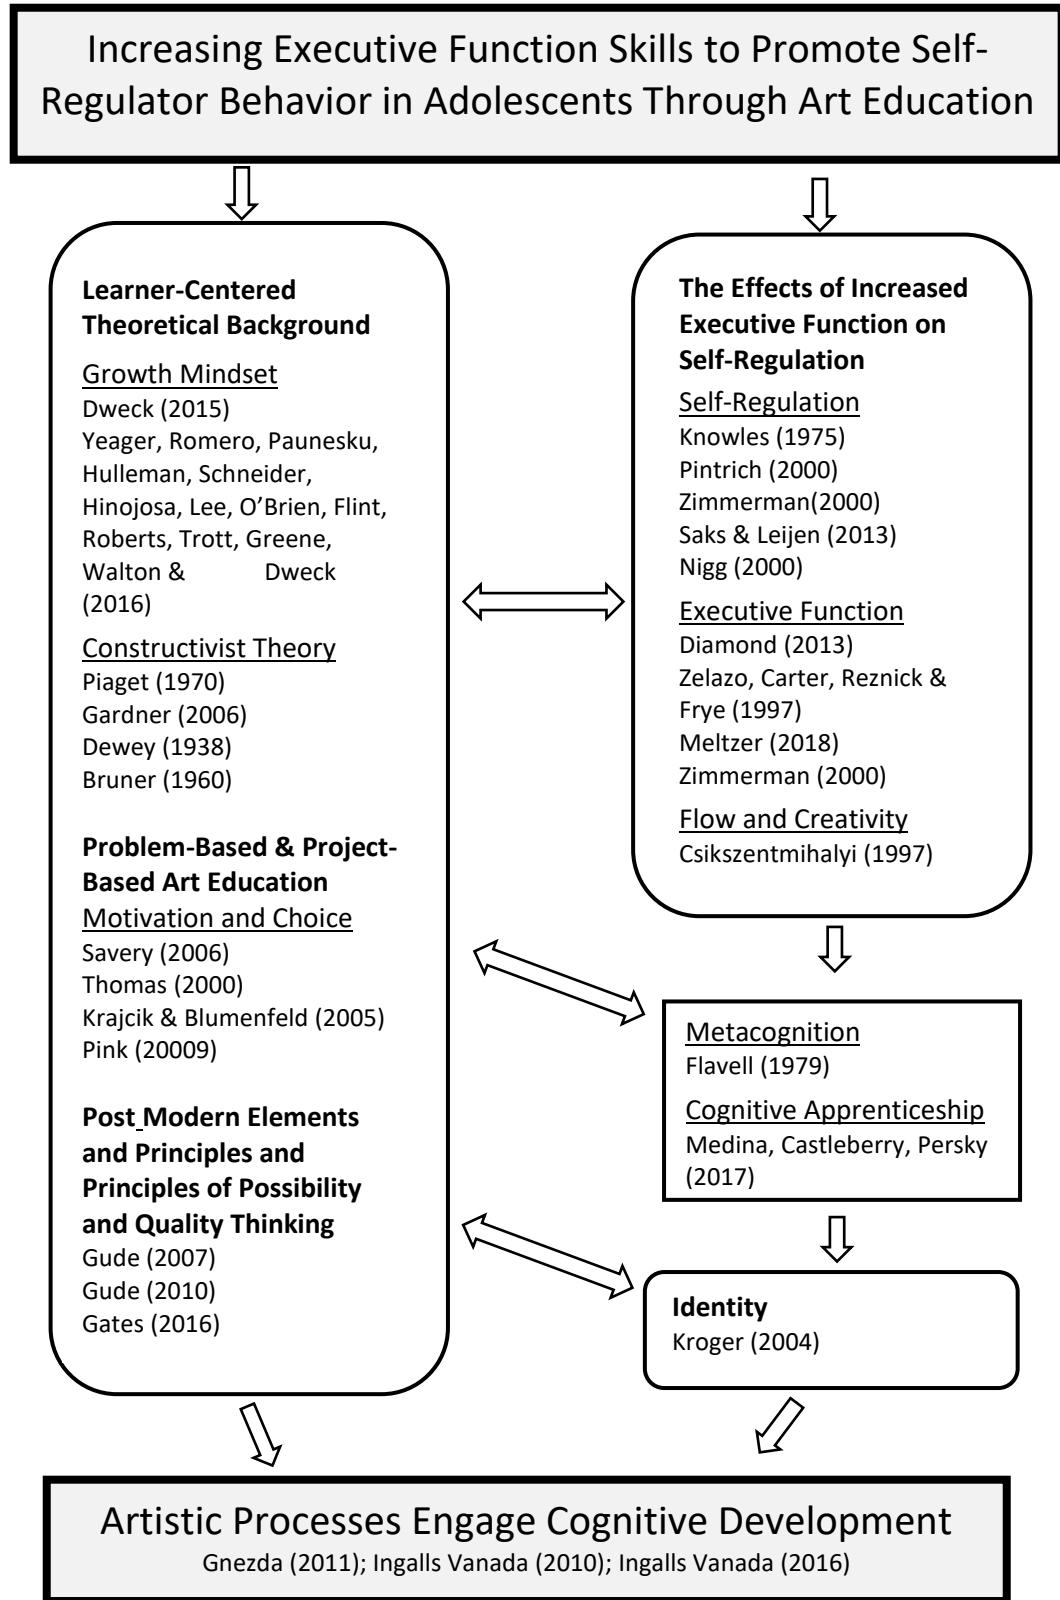 Increasing Executive Function Skills to Promote Self-
Regulator Behavior in Adolescents Through Art Education
Learner-Centered
Theoretical Background
Growth Mindset
Dweck (2015)
Yeager, Romero, Paunesku,
Hulleman, Schneider,
Hinojosa, Lee, O’Brien, Flint,
Roberts, Trott, Greene,
Walton & Dweck
(2016)
Constructivist Theory
Piaget (1970)
Gardner (2006)
Dewey (1938)
Bruner (1960)
Problem-Based & Project-
Based Art Education
Motivation and Choice
Savery (2006)
Thomas (2000)
Krajcik & Blumenfeld (2005)
Pink (20009)
Post Modern Elements
and Principles and
Principles of Possibility
and Quality Thinking
Gude (2007)
Gude (2010)
Gates (2016)
The Effects of Increased
Executive Function on
Self-Regulation
Self-Regulation
Knowles (1975)
Pintrich (2000)
Zimmerman(2000)
Saks & Leijen (2013)
Nigg (2000)
Executive Function
Diamond (2013)
Zelazo, Carter, Reznick &
Frye (1997)
Meltzer (2018)
Zimmerman (2000)
Flow and Creativity
Csikszentmihalyi (1997)
Metacognition
Flavell (1979)
Cognitive Apprenticeship
Medina, Castleberry, Persky
(2017)
Identity
Kroger (2004)
Artistic Processes Engage Cognitive Development
Gnezda (2011); Ingalls Vanada (2010); Ingalls Vanada (2016)